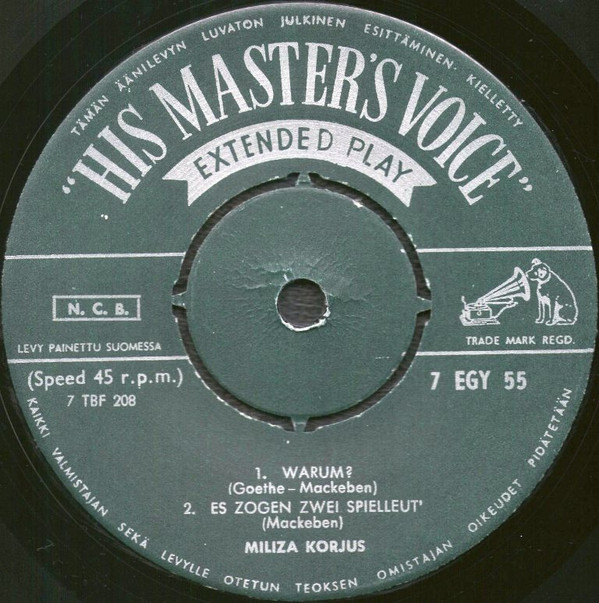 TÄMÄN ÄÄNILEVYN LUVATON JULKINEN ESITTÄMINEN KIELLETTY
"HIS MASTER'S VOICE"
EXTENDED PLAY
N. C. B.
LEVY PAINETTU SUOMESSA
TRADE MARK REGD.
(Speed 45 r.p.m.)
7 EGY 55
7 TBF 208
1. WARUM?
(Goethe – Mackeben)
2. ES ZOGEN ZWEI SPIELLEUT'
(Mackeben)
MILIZA KORJUS
KAIKKI VALMISTAJAN SEKÄ LEVYLLE OTETUN TEOKSEN OMISTAJAN OIKEUDET PIDÄTETÄÄN